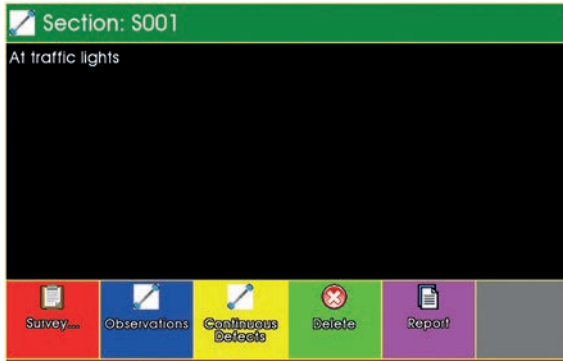 Section: S001
At traffic lights
Survey...
Observations
Continuous
Defects
Delete
Report